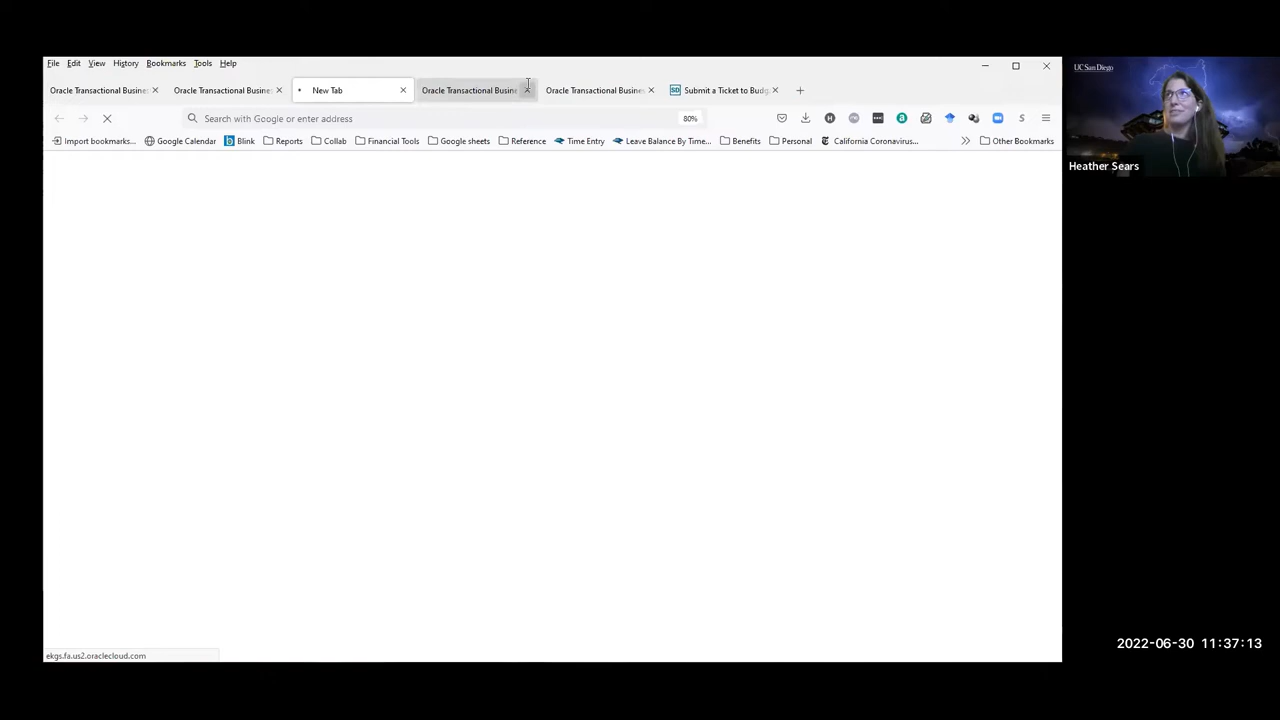 File Edit View History Bookmarks Tools Help
Oracle Transactional Busine Oracle Transactional Busine New Tab Oracle Transactional Busine Oracle Transactional Busine SD Submit a Ticket to Budg
Search with Google or enter address 80%
Import bookmarks... Google Calendar Blink Reports Collab Financial Tools Google sheets Reference Time Entry Leave Balance By Time... Benefits Personal California Coronavirus... Other Bookmarks
UC San Diego
Heather Sears
2022-06-30 11:37:13
ekgs.fa.us2.oraclecloud.com